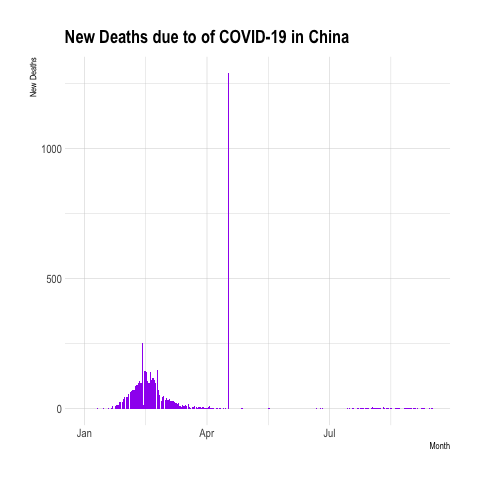 New Deaths due to of COVID-19 in China
New Deaths
1000
500
0
Jan Apr Jul
Month